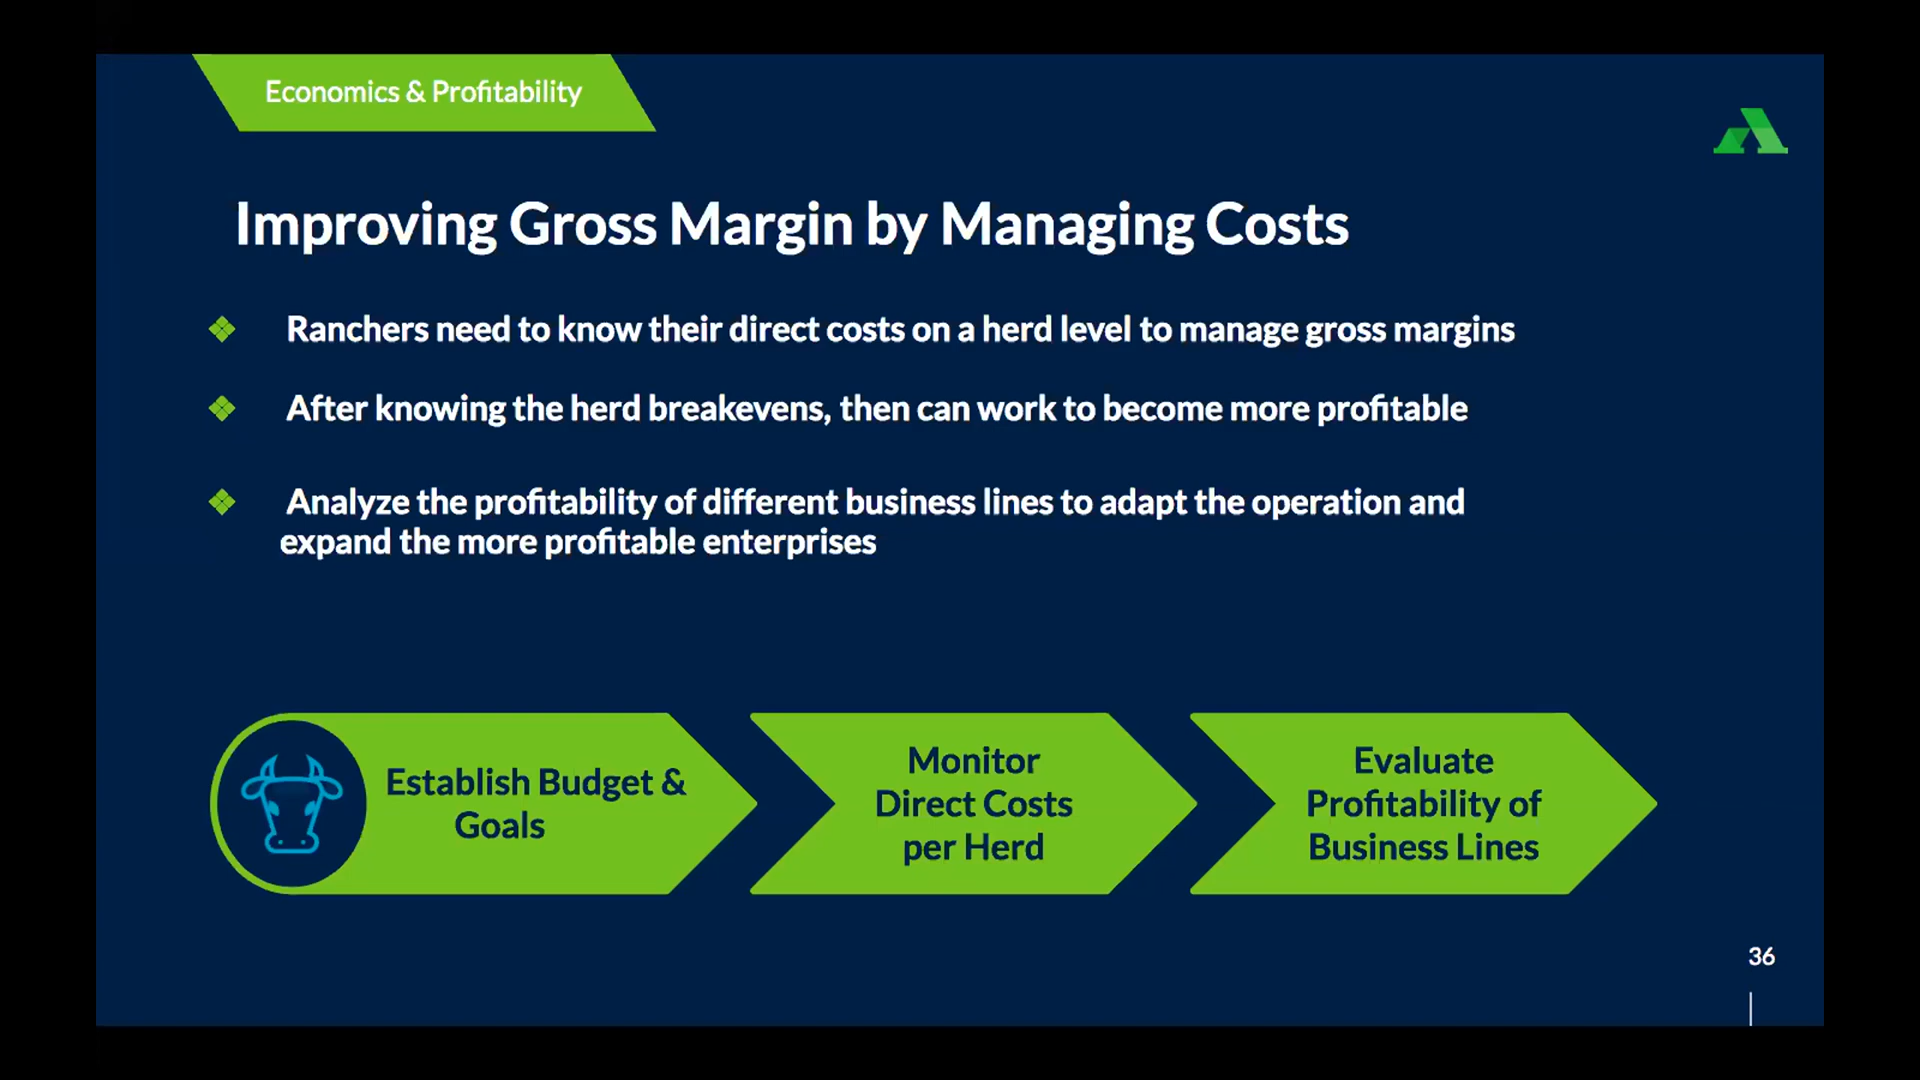 Economics & Profitability
Improving Gross Margin by Managing Costs
Ranchers need to know their direct costs on a herd level to manage gross margins
After knowing the herd breakevens, then can work to become more profitable
Analyze the profitability of different business lines to adapt the operation and
expand the more profitable enterprises
Establish Budget &
Goals
Monitor
Direct Costs
per Herd
Evaluate
Profitability of
Business Lines
36